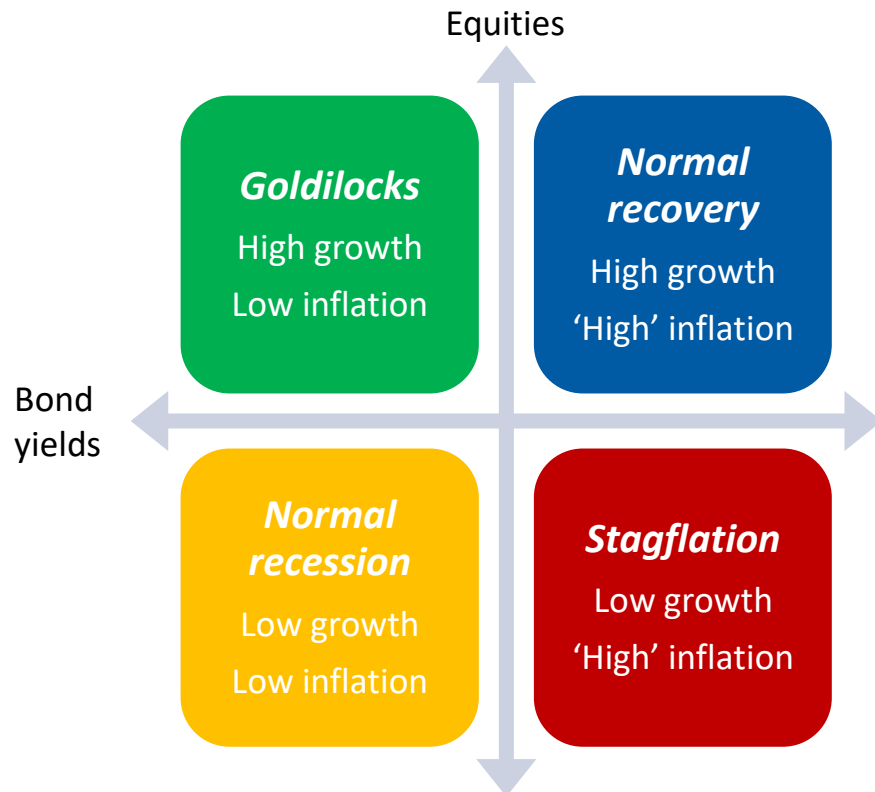 Equities
Goldilocks
High growth
Low inflation
Normal
recovery
High growth
‘High’ inflation
Bond
yields
Normal
recession
Low growth
Low inflation
Stagflation
Low growth
‘High’ inflation